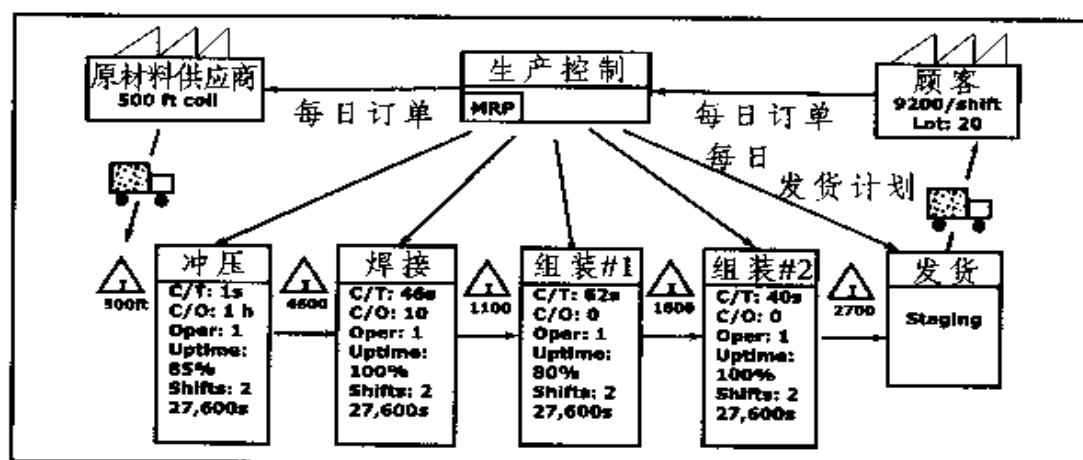 原材料供应商
500 ft coil
生产控制
MRP
顾客
9200/shift
Lot: 20
每日订单
每日订单
每日
发货计划
500ft
冲压
C/T: 1s
C/O: 1 h
Oper: 1
Uptime:
85%
Shifts: 2
27,600s
4600
焊接
C/T: 46s
C/O: 10
Oper: 1
Uptime:
100%
Shifts: 2
27,600s
1100
组装#1
C/T: 62s
C/O: 0
Oper: 1
Uptime:
80%
Shifts: 2
27,600s
1600
组装#2
C/T: 40s
C/O: 0
Oper: 1
Uptime:
100%
Shifts: 2
27,600s
2700
发货
Staging